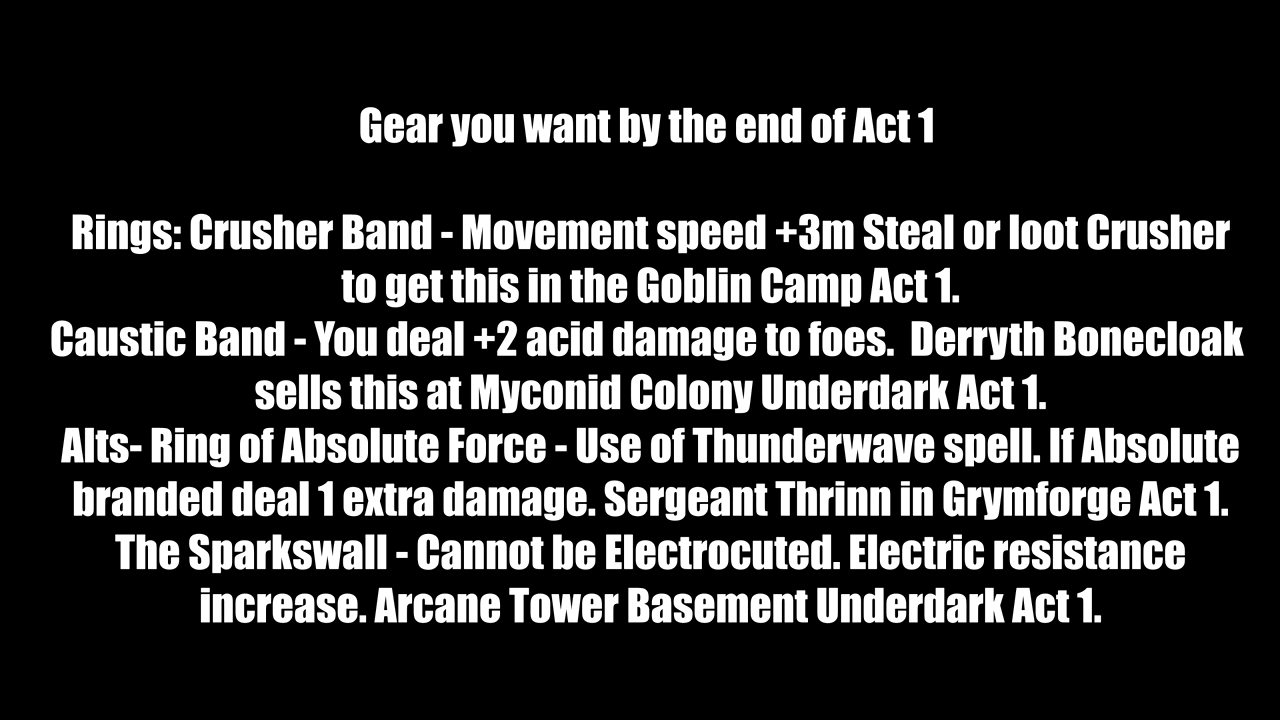 Gear you want by the end of Act 1
Rings: Crusher Band - Movement speed +3m Steal or loot Crusher
to get this in the Goblin Camp Act 1.
Caustic Band - You deal +2 acid damage to foes.  Derryth Bonecloak
sells this at Myconid Colony Underdark Act 1.
Alts- Ring of Absolute Force - Use of Thunderwave spell. If Absolute
branded deal 1 extra damage. Sergeant Thrinn in Grymforge Act 1.
The Sparkswall - Cannot be Electrocuted. Electric resistance
increase. Arcane Tower Basement Underdark Act 1.